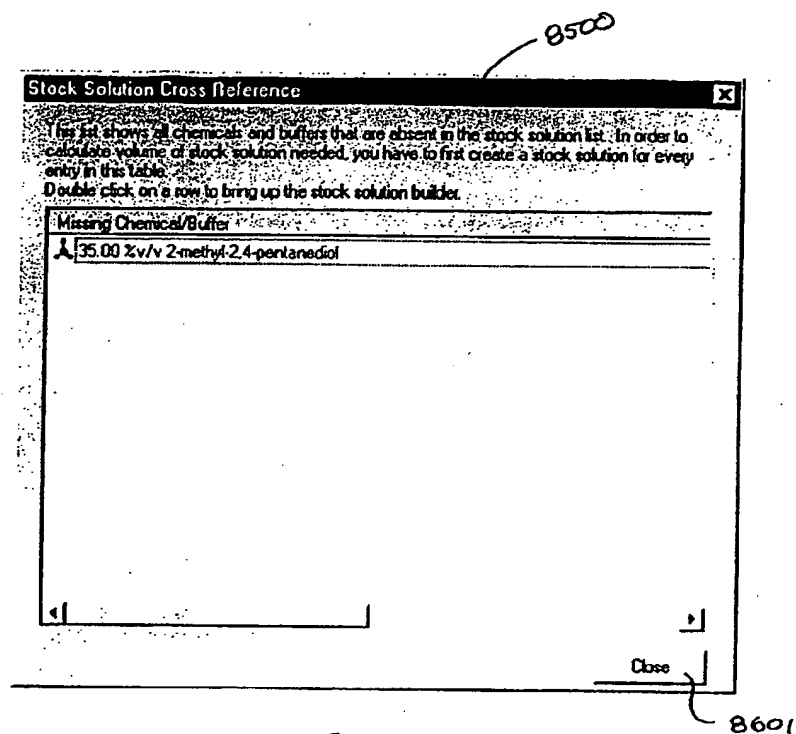 8500
Stock Solution Cross Reference
This list shows all chemicals and buffers that are absent in the stock solution list. In order to
calculate volume of stock solution needed, you have to first create a stock solution for every
entry in this table.
Double click on a row to bring up the stock solution builder.
Missing Chemical/Buffer
35.00 %v/v 2-methyl-2,4-pentanediol
Close
8601